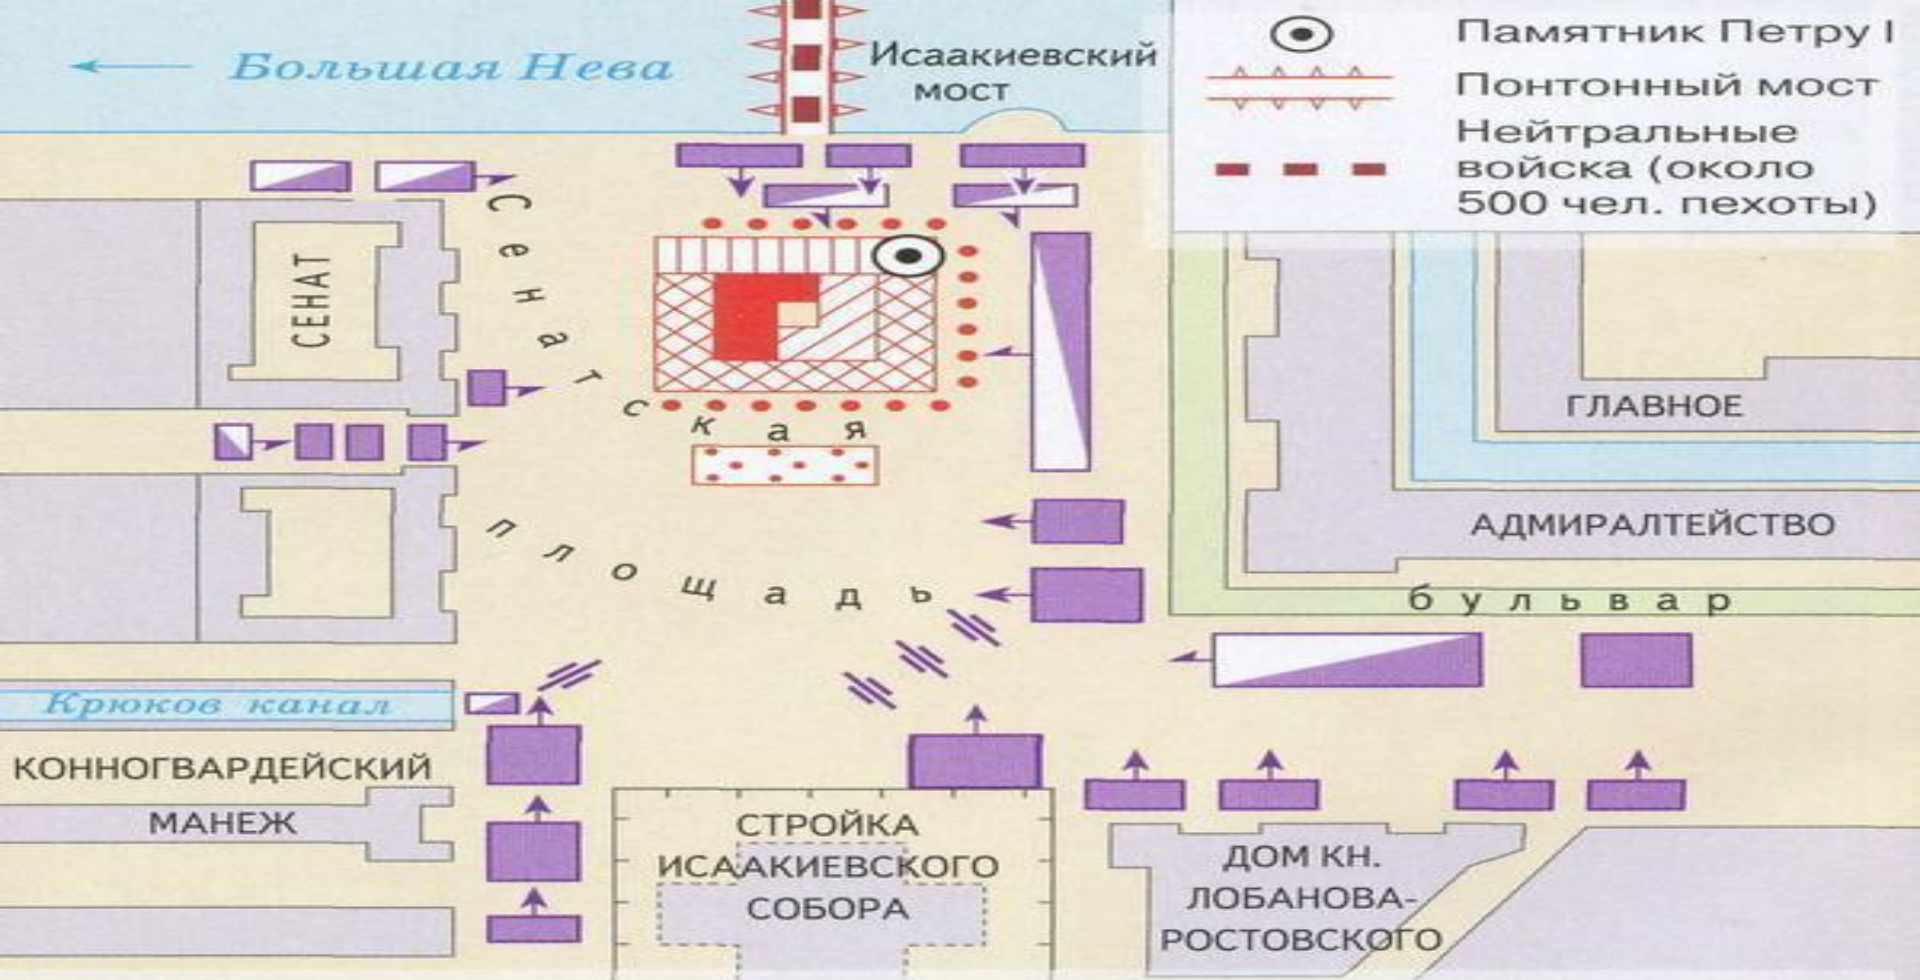 Большая Нева
Исаакиевский
мост
Памятник Петру I
Понтонный мост
Нейтральные
войска (около
500 чел. пехоты)
СЕНАТ
Сенатская
площадь
ГЛАВНОЕ
АДМИРАЛТЕЙСТВО
бульвар
Крюков канал
КОННОГВАРДЕЙСКИЙ
МАНЕЖ
СТРОЙКА
ИСААКИЕВСКОГО
СОБОРА
ДОМ КН.
ЛОБАНОВА-
РОСТОВСКОГО